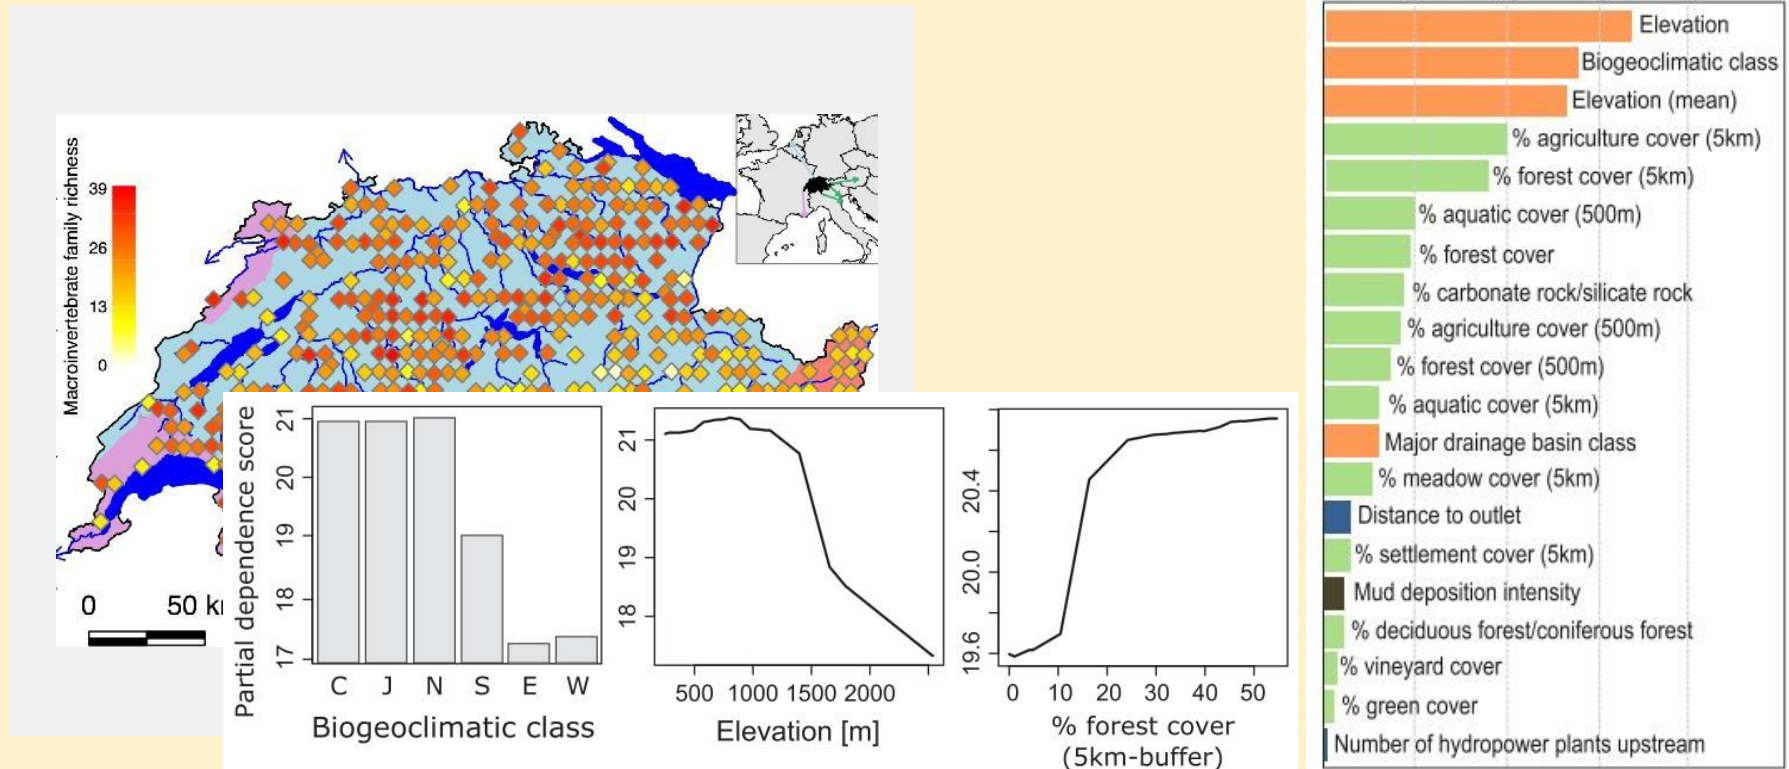 Macroinvertebrate family richness
39
26
13
0
0 50
Partial dependence score
21
20
19
18
17
C J N S E W
Biogeoclimatic class
21
20
19
18
500 1000 1500 2000
Elevation [m]
20.4
20.0
19.6
0 10 20 30 40 50
% forest cover
(5km-buffer)
Elevation
Biogeoclimatic class
Elevation (mean)
% agriculture cover (5km)
% forest cover (5km)
% aquatic cover (500m)
% forest cover
% carbonate rock/silicate rock
% agriculture cover (500m)
% forest cover (500m)
% aquatic cover (5km)
Major drainage basin class
% meadow cover (5km)
Distance to outlet
% settlement cover (5km)
Mud deposition intensity
% deciduous forest/coniferous forest
% vineyard cover
% green cover
Number of hydropower plants upstream